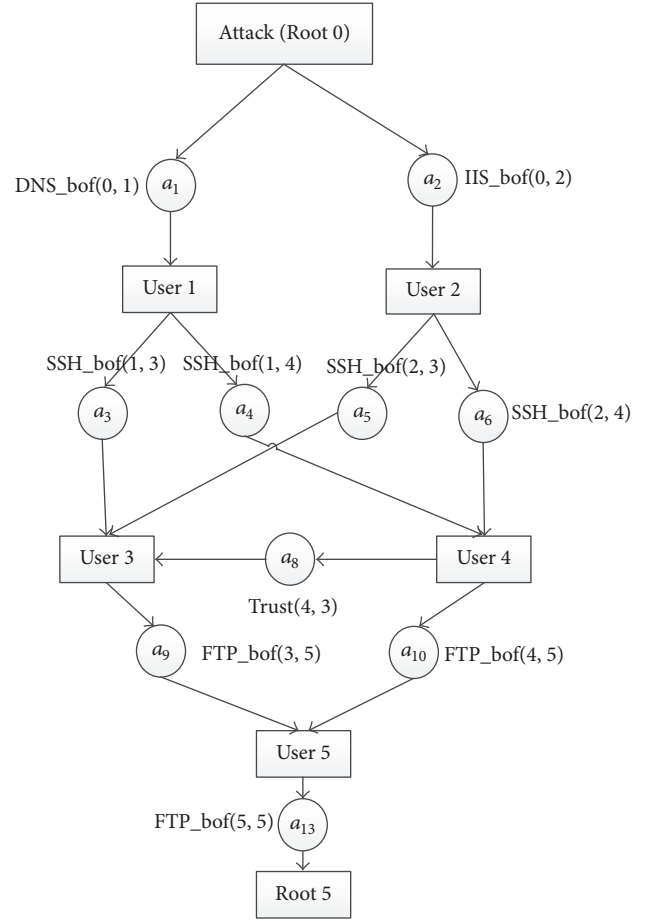 Attack (Root 0)
DNS_bof(0, 1)
a1
a2
IIS_bof(0, 2)
User 1
User 2
SSH_bof(1, 3)
SSH_bof(1, 4)
SSH_bof(2, 3)
a3
a4
a5
a6
SSH_bof(2, 4)
User 3
a8
User 4
Trust(4, 3)
a9
FTP_bof(3, 5)
a10
FTP_bof(4, 5)
User 5
FTP_bof(5, 5)
a13
Root 5